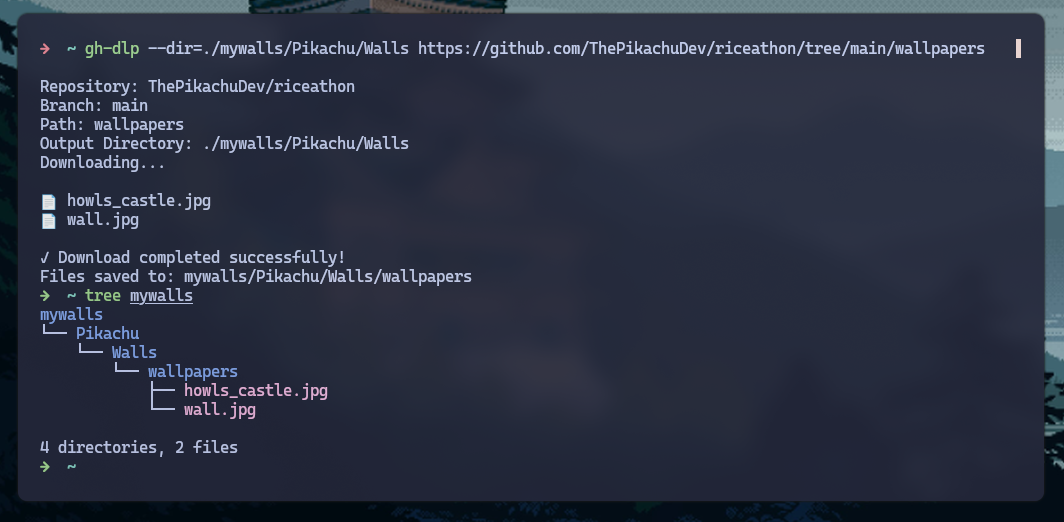 ➜  ~ gh-dlp --dir=./mywalls/Pikachu/Walls https://github.com/ThePikachuDev/riceathon/tree/main/wallpapers
Repository: ThePikachuDev/riceathon
Branch: main
Path: wallpapers
Output Directory: ./mywalls/Pikachu/Walls
Downloading...
📄 howls_castle.jpg
📄 wall.jpg
✓ Download completed successfully!
Files saved to: mywalls/Pikachu/Walls/wallpapers
➜  ~ tree mywalls
mywalls
└── Pikachu
    └── Walls
        └── wallpapers
            ├── howls_castle.jpg
            └── wall.jpg
4 directories, 2 files
➜  ~